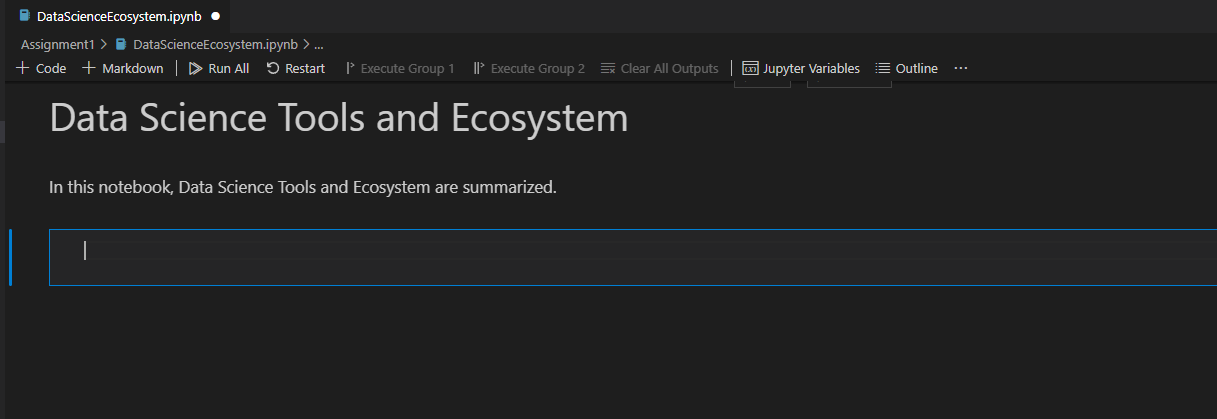 DataScienceEcosystem.ipynb
Assignment1 > DataScienceEcosystem.ipynb > ...
+ Code + Markdown | Run All Restart Execute Group 1 Execute Group 2 Clear All Outputs | Jupyter Variables Outline ...
Data Science Tools and Ecosystem
In this notebook, Data Science Tools and Ecosystem are summarized.